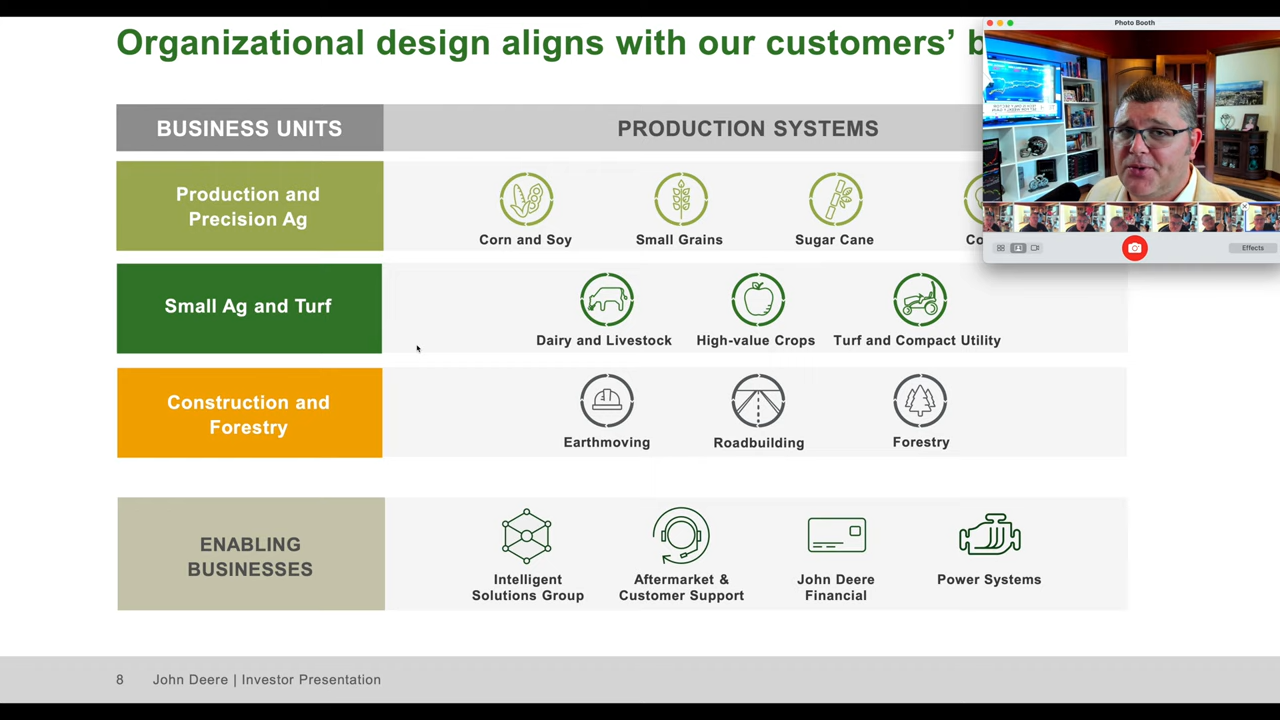 Organizational design aligns with our customers’
Photo Booth
BUSINESS UNITS
PRODUCTION SYSTEMS
Production and
Precision Ag
Corn and Soy
Small Grains
Sugar Cane
Effects
Small Ag and Turf
Dairy and Livestock
High-value Crops
Turf and Compact Utility
Construction and
Forestry
Earthmoving
Roadbuilding
Forestry
ENABLING
BUSINESSES
Intelligent
Solutions Group
Aftermarket &
Customer Support
John Deere
Financial
Power Systems
8 John Deere | Investor Presentation